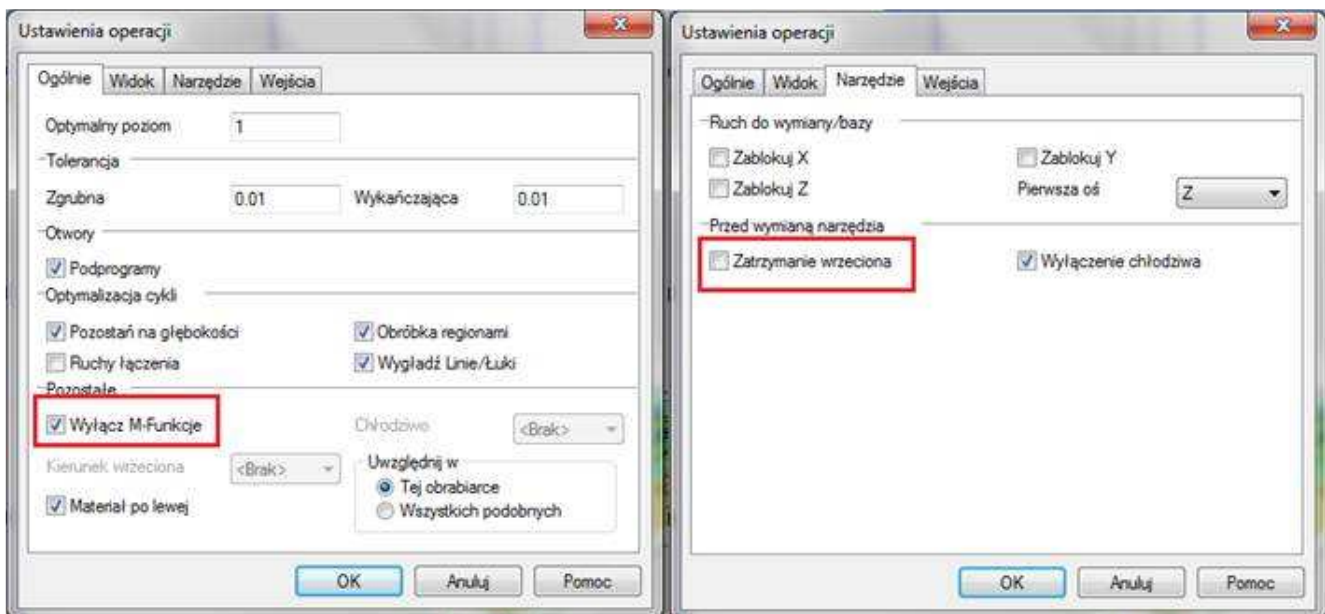 Ustawienia operacji
Ogólnie Widok Narzędzie Wejścia
Optymalny poziom 1
Tolerancja
Zgrubna 0.01 Wykańczająca 0.01
Otwory
Podprogramy
Optymalizacja cykli
Pozostań na głębokości Obróbka regionami
Ruchy łączenia Wygładź Linie/Łuki
Pozostałe
Wyłącz M-Funkcje Chłodziwo <Brak>
Kierunek wrzeciona <Brak> Uwzględnij w
Tej obrabiarce
Materiał po lewej Wszystkich podobnych
OK Anuluj Pomoc
Ustawienia operacji
Ogólnie Widok Narzędzie Wejścia
Ruch do wymiany/bazy
Zablokuj X Zablokuj Y
Zablokuj Z Pierwsza oś Z
Przed wymianą narzędzia
Zatrzymanie wrzeciona Wyłączenie chłodziwa
OK Anuluj Pomoc